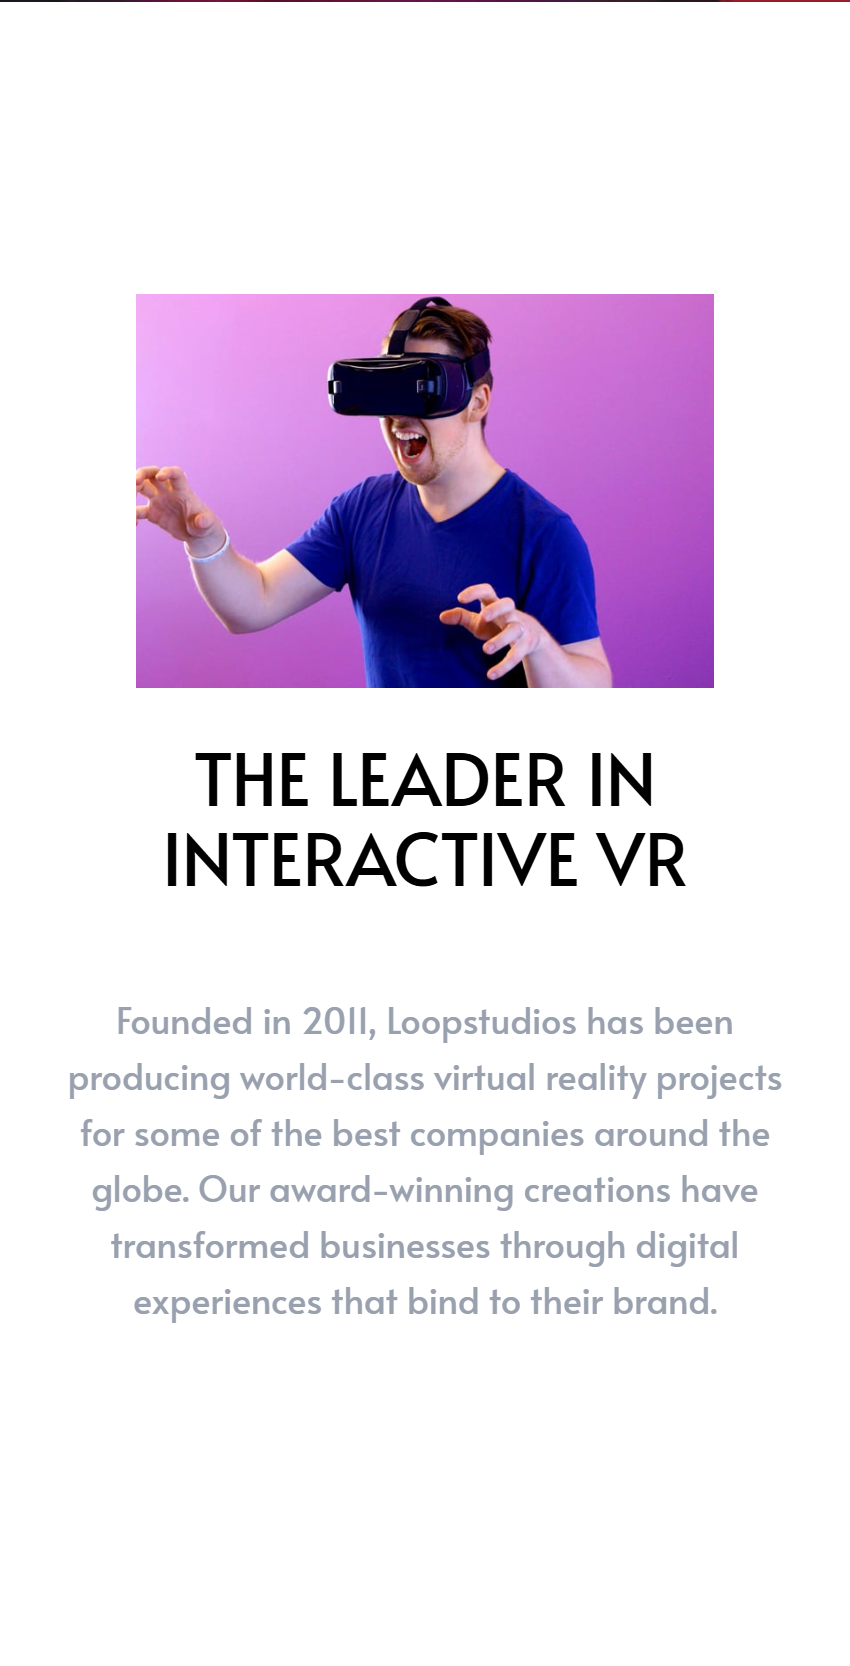 THE LEADER IN
INTERACTIVE VR
Founded in 2011, Loopstudios has been
producing world-class virtual reality projects
for some of the best companies around the
globe. Our award-winning creations have
transformed businesses through digital
experiences that bind to their brand.